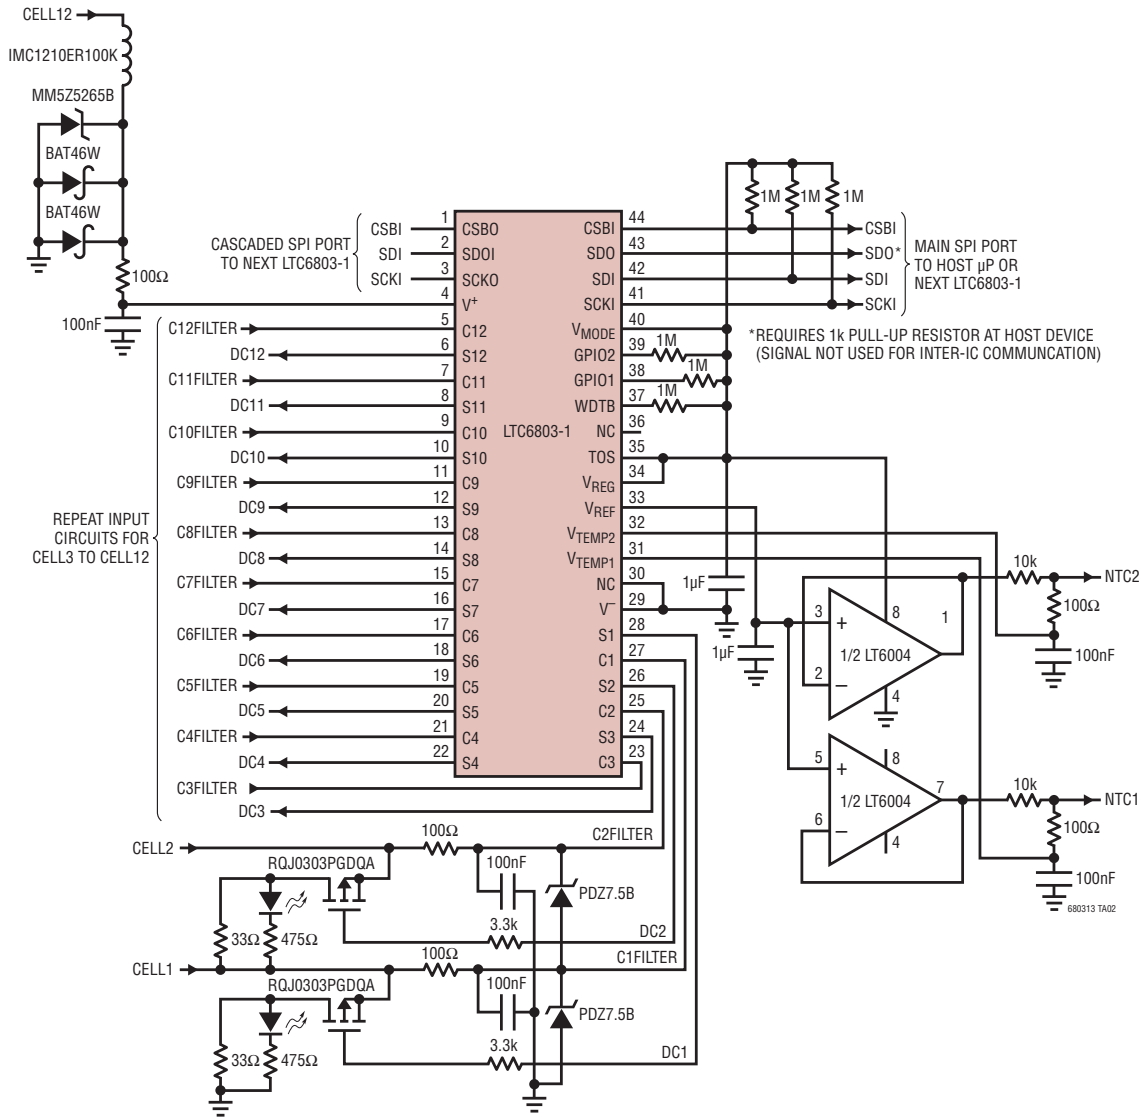 CELL12
IMC1210ER100K
MM5Z5265B
BAT46W
BAT46W
100Ω
100nF
CASCADED SPI PORT
TO NEXT LTC6803-1
CSBI
SDI
SCKI
REPEAT INPUT
CIRCUITS FOR
CELL3 TO CELL12
C12FILTER
DC12
C11FILTER
DC11
C10FILTER
DC10
C9FILTER
DC9
C8FILTER
DC8
C7FILTER
DC7
C6FILTER
DC6
C5FILTER
DC5
C4FILTER
DC4
C3FILTER
DC3
1 CSBO
2 SDOI
3 SCKO
4 V+
5 C12
6 S12
7 C11
8 S11
9 C10
10 S10
11 C9
12 S9
13 C8
14 S8
15 C7
16 S7
17 C6
18 S6
19 C5
20 S5
21 C4
22 S4
LTC6803-1
CSBI 44
SDO 43
SDI 42
SCKI 41
VMODE 40
GPIO2 39
GPIO1 38
WDTB 37
NC 36
TOS 35
VREG 34
VREF 33
VTEMP2 32
VTEMP1 31
NC 30
V− 29
S1 28
C1 27
S2 26
C2 25
S3 24
C3 23
1M
1M
1M
1M
1M
1M
CSBI
SDO*
SDI
SCKI
MAIN SPI PORT
TO HOST µP OR
NEXT LTC6803-1
*REQUIRES 1k PULL-UP RESISTOR AT HOST DEVICE
(SIGNAL NOT USED FOR INTER-IC COMMUNCATION)
1µF
1µF
3
+
2
−
8
1
4
1/2 LT6004
10k
NTC2
100Ω
100nF
5
+
6
−
8
7
4
1/2 LT6004
10k
NTC1
100Ω
100nF
680313 TA02
CELL2
RQJ0303PGDQA
33Ω
475Ω
100Ω
C2FILTER
100nF
PDZ7.5B
3.3k
DC2
CELL1
RQJ0303PGDQA
33Ω
475Ω
100Ω
C1FILTER
100nF
PDZ7.5B
3.3k
DC1